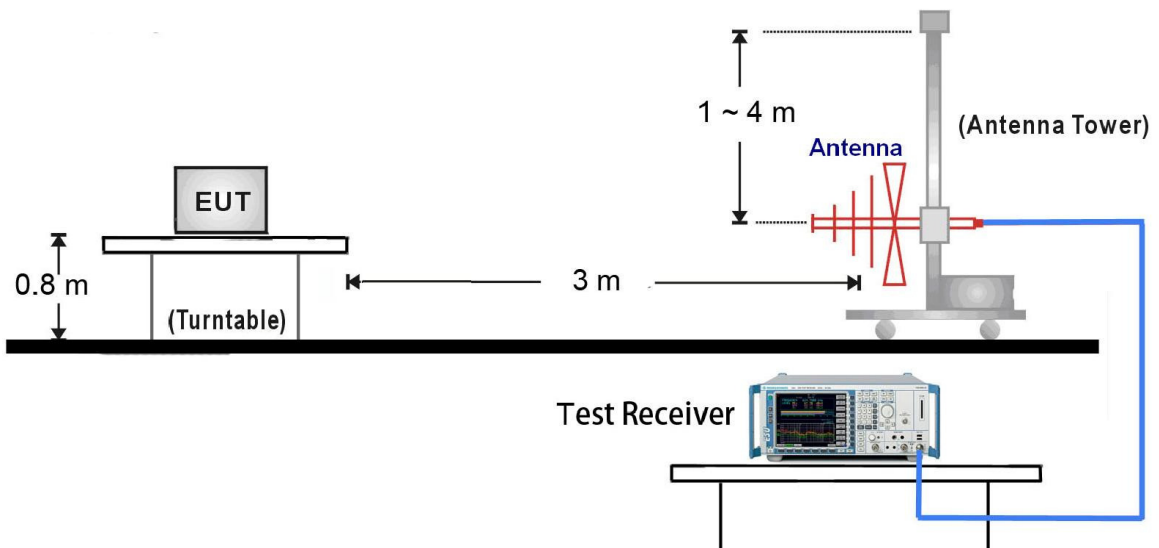 1 ~ 4 m
(Antenna Tower)
Antenna
EUT
0.8 m
3 m
(Turntable)
Test Receiver